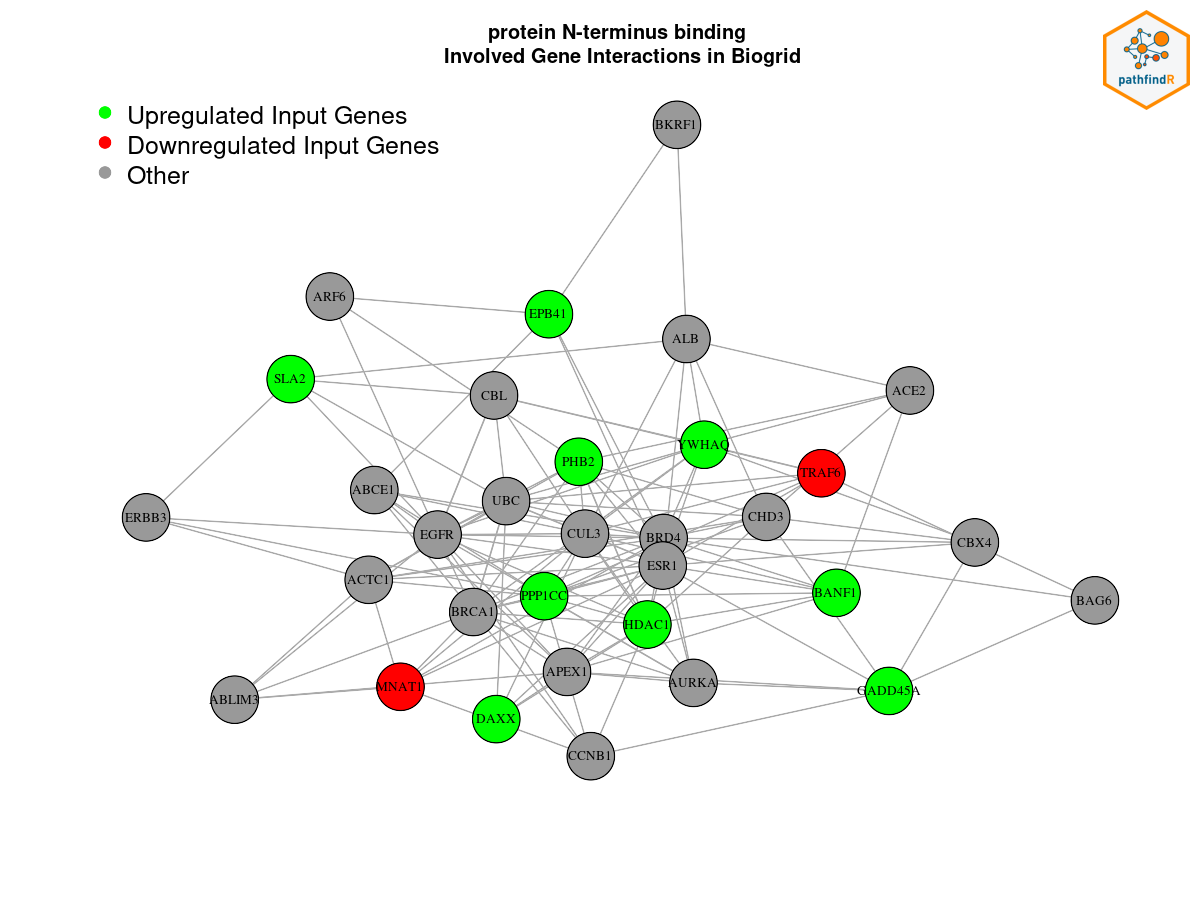 protein N-terminus binding
Involved Gene Interactions in Biogrid
pathfindR
Upregulated Input Genes
Downregulated Input Genes
Other
BKRF1
ARF6
EPB41
ALB
SLA2
CBL
ACE2
YWHAQ
PHB2
TRAF6
ABCE1
UBC
ERBB3
EGFR
CUL3
BRD4
CHD3
CBX4
ESR1
ACTC1
PPP1CC
BANF1
BAG6
BRCA1
HDAC1
APEX1
AURKA
MNAT1
ABLIM3
GADD45A
DAXX
CCNB1